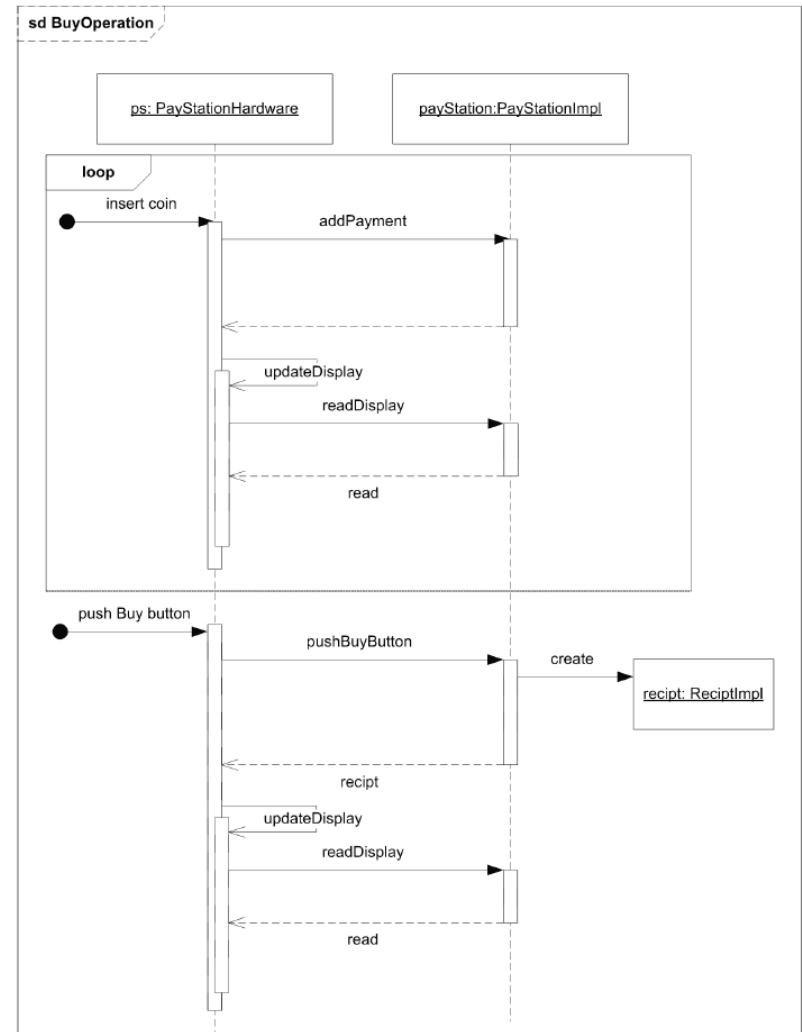 sd BuyOperation
ps: PayStationHardware
payStation:PayStationImpl
loop
insert coin
addPayment
updateDisplay
readDisplay
read
push Buy button
pushBuyButton
create
recipt: ReciptImpl
recipt
updateDisplay
readDisplay
read